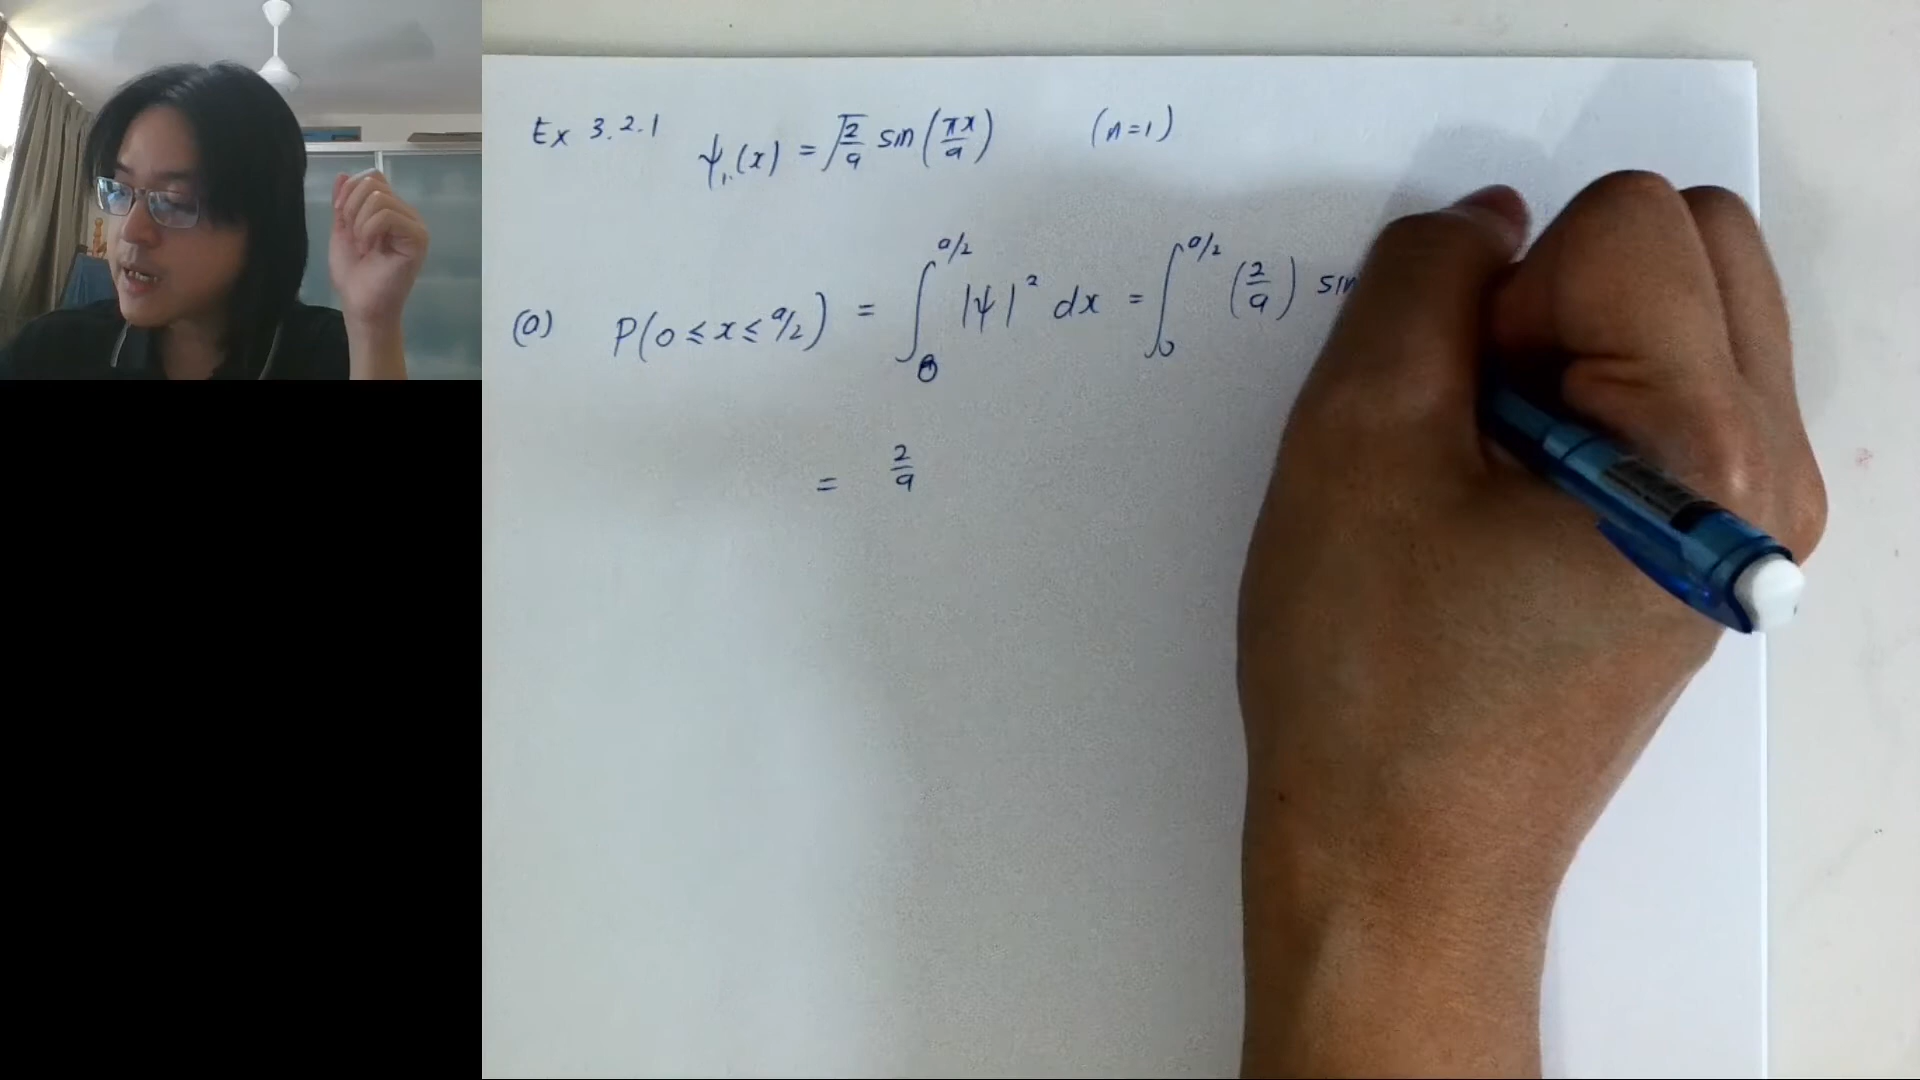 Ex 3.2.1 ψ₁(x) = √(2/a) sin(πx/a) (n=1)
(a) P(0 ≤ x ≤ a/2) = ∫₀^{a/2} |ψ|² dx = ∫₀^{a/2} (2/a) sin
= 2/a